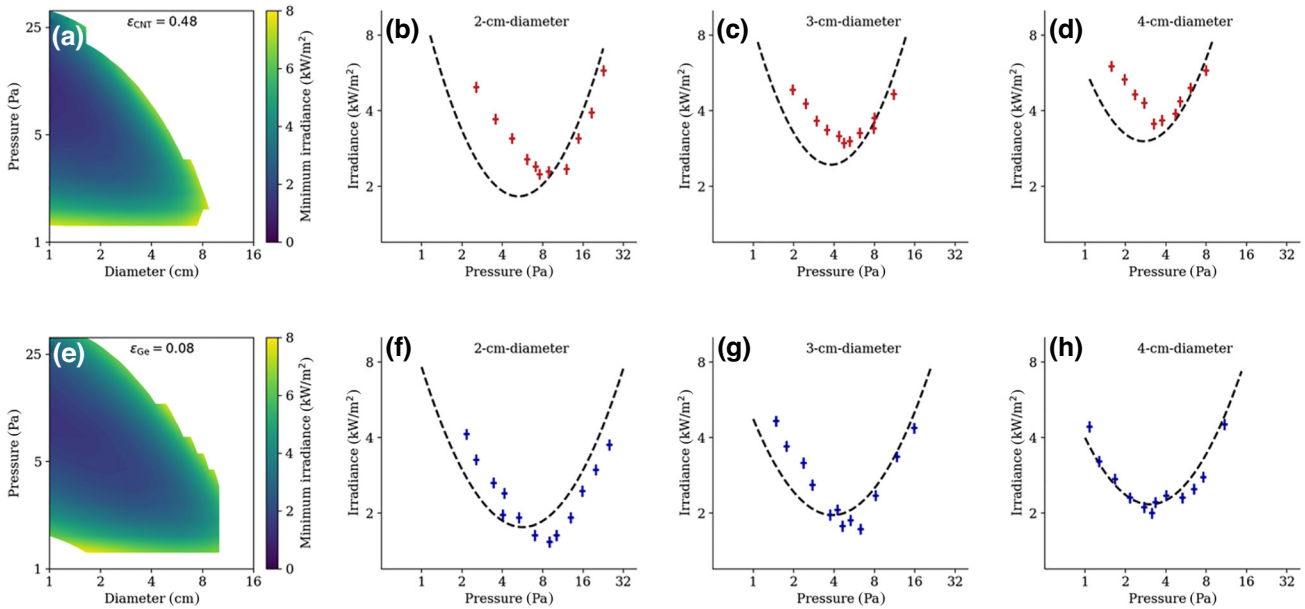 (a)
ε_CNT = 0.48
25
5
1
Pressure (Pa)
1 2 4 8 16
Diameter (cm)
8
6
4
2
0
Minimum irradiance (kW/m²)
(b)
2-cm-diameter
8
4
2
Irradiance (kW/m²)
1 2 4 8 16 32
Pressure (Pa)
(c)
3-cm-diameter
8
4
2
Irradiance (kW/m²)
1 2 4 8 16 32
Pressure (Pa)
(d)
4-cm-diameter
8
4
2
Irradiance (kW/m²)
1 2 4 8 16 32
Pressure (Pa)
(e)
ε_Ge = 0.08
25
5
1
Pressure (Pa)
1 2 4 8 16
Diameter (cm)
8
6
4
2
0
Minimum irradiance (kW/m²)
(f)
2-cm-diameter
8
4
2
Irradiance (kW/m²)
1 2 4 8 16 32
Pressure (Pa)
(g)
3-cm-diameter
8
4
2
Irradiance (kW/m²)
1 2 4 8 16 32
Pressure (Pa)
(h)
4-cm-diameter
8
4
2
Irradiance (kW/m²)
1 2 4 8 16 32
Pressure (Pa)